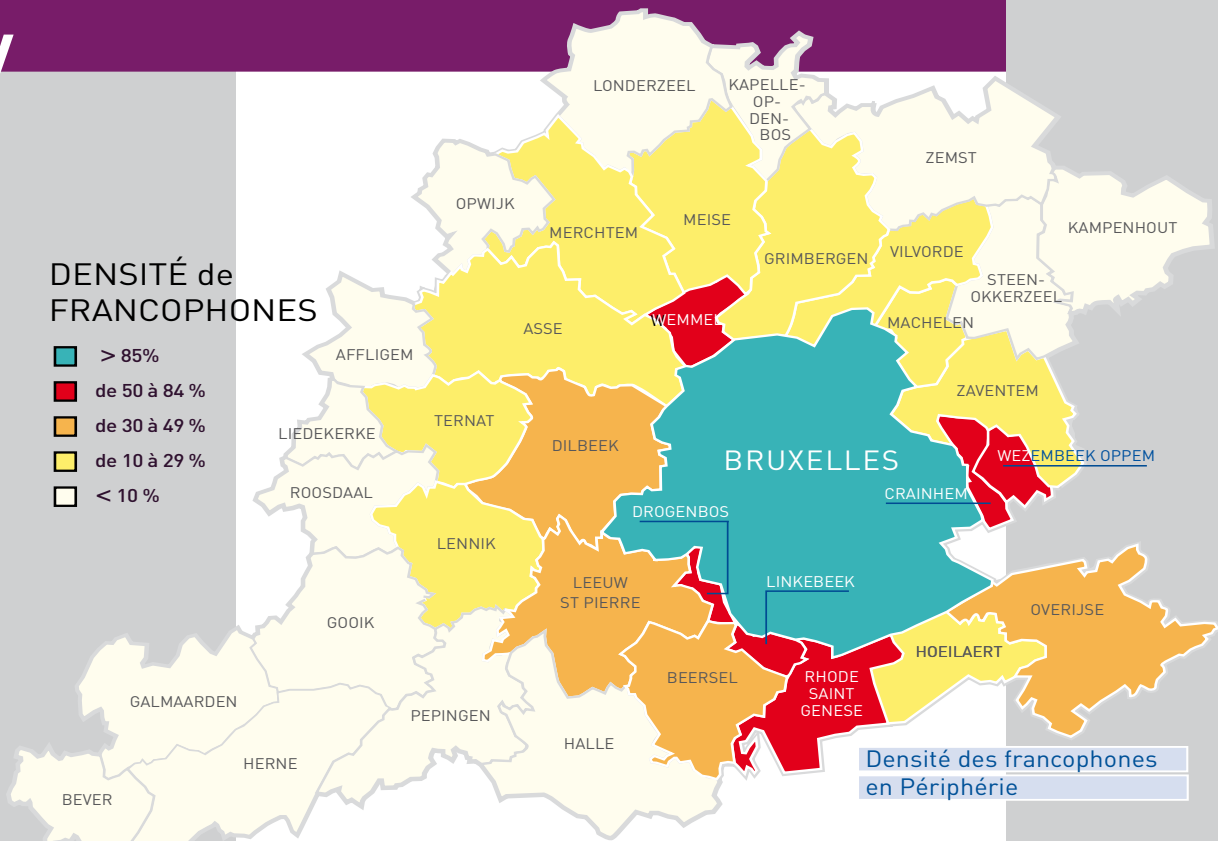 LONDERZEEL
KAPELLE-
OP-
DEN-
BOS
ZEMST
OPWIJK
MERCHTEM
MEISE
GRIMBERGEN
VILVORDE
KAMPENHOUT
STEEN-
OKKERZEEL
DENSITÉ de
FRANCOPHONES
> 85%
de 50 à 84 %
de 30 à 49 %
de 10 à 29 %
< 10 %
ASSE
WEMMEL
MACHELEN
AFFLIGEM
ZAVENTEM
TERNAT
LIEDEKERKE
DILBEEK
BRUXELLES
WEZEMBEEK OPPEM
ROOSDAAL
CRAINHEM
DROGENBOS
LENNIK
LEEUW
ST PIERRE
LINKEBEEK
OVERIJSE
GOOIK
HOEILAERT
BEERSEL
RHODE
SAINT
GENESE
GALMAARDEN
PEPINGEN
HALLE
HERNE
BEVER
Densité des francophones
en Périphérie